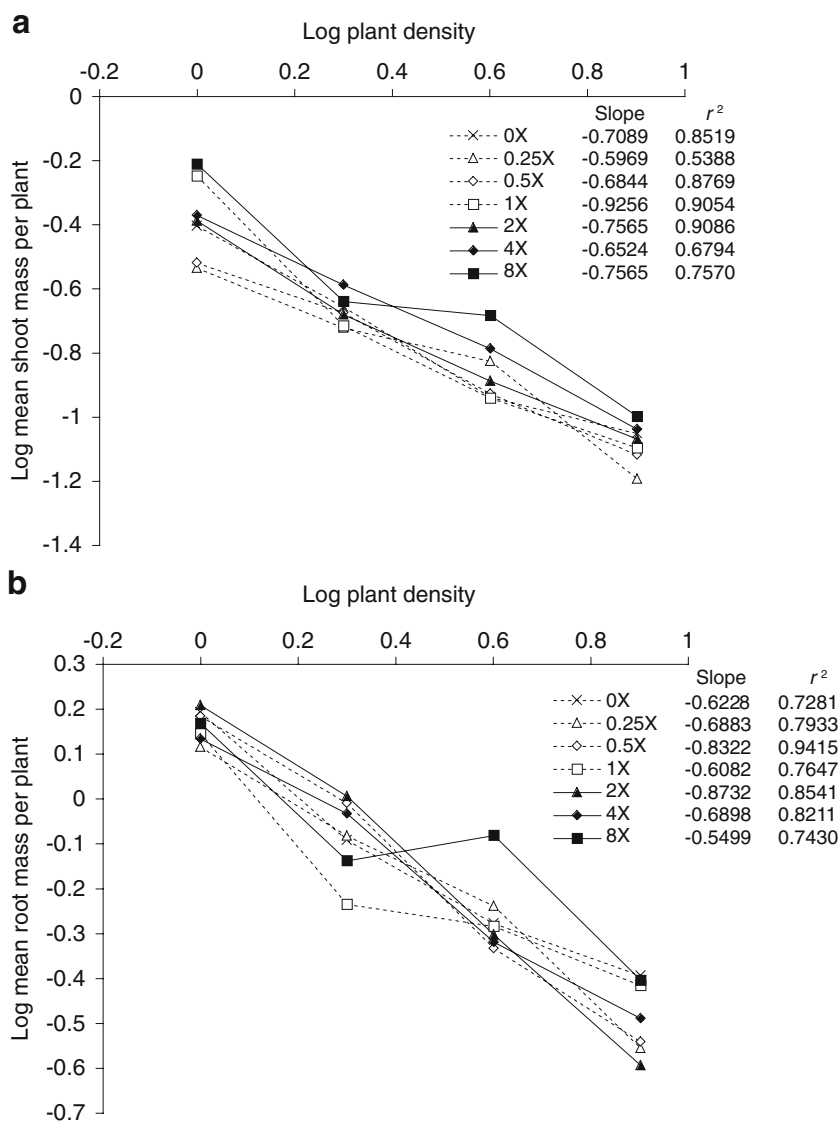 a
Log plant density
-0.2 0 0.2 0.4 0.6 0.8 1
0
-0.2
-0.4
-0.6
-0.8
-1
-1.2
-1.4
Log mean shoot mass per plant
Slope r²
0X -0.7089 0.8519
0.25X -0.5969 0.5388
0.5X -0.6844 0.8769
1X -0.9256 0.9054
2X -0.7565 0.9086
4X -0.6524 0.6794
8X -0.7565 0.7570
b
Log plant density
-0.2 0 0.2 0.4 0.6 0.8 1
0.3
0.2
0.1
0
-0.1
-0.2
-0.3
-0.4
-0.5
-0.6
-0.7
Log mean root mass per plant
Slope r²
0X -0.6228 0.7281
0.25X -0.6883 0.7933
0.5X -0.8322 0.9415
1X -0.6082 0.7647
2X -0.8732 0.8541
4X -0.6898 0.8211
8X -0.5499 0.7430